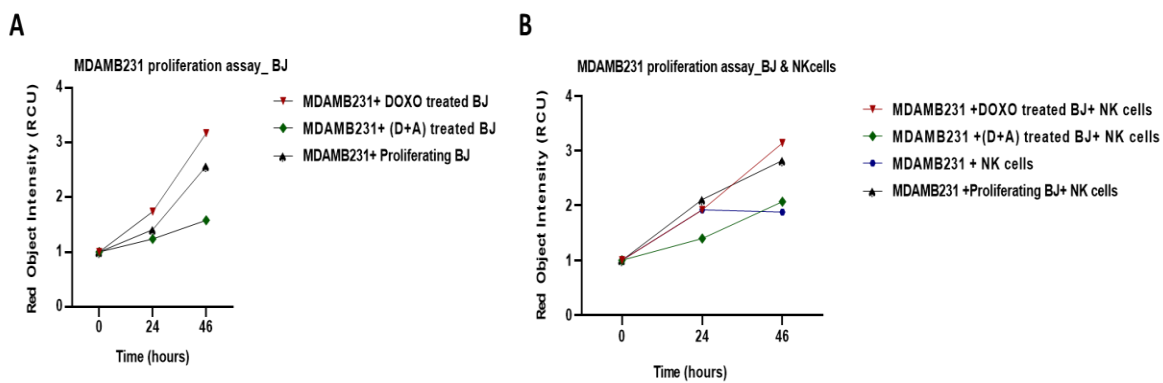 A
MDAMB231 proliferation assay_ BJ
Red Object Intensity (RCU)
4
3
2
1
0
0 24 46
Time (hours)
MDAMB231+ DOXO treated BJ
MDAMB231+ (D+A) treated BJ
MDAMB231+ Proliferating BJ
B
MDAMB231 proliferation assay_BJ & NKcells
Red Object Intensity (RCU)
4
3
2
1
0
0 24 46
Time (hours)
MDAMB231 +DOXO treated BJ+ NK cells
MDAMB231 +(D+A) treated BJ+ NK cells
MDAMB231 + NK cells
MDAMB231 +Proliferating BJ+ NK cells